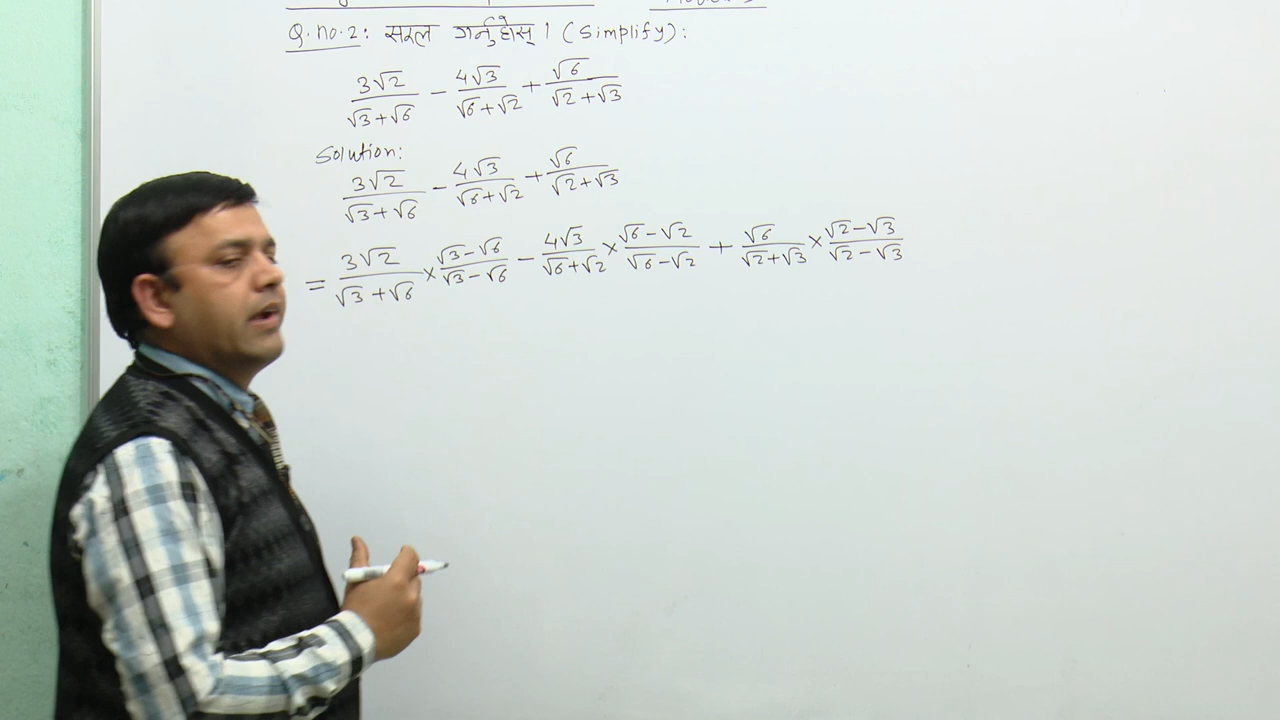 Q.no.2: सरल गर्नुहोस् । (Simplify):
3√2/(√3+√6) − 4√3/(√6+√2) + √6/(√2+√3)
Solution:
3√2/(√3+√6) − 4√3/(√6+√2) + √6/(√2+√3)
= 3√2/(√3+√6) × (√3−√6)/(√3−√6) − 4√3/(√6+√2) × (√6−√2)/(√6−√2) + √6/(√2+√3) × (√2−√3)/(√2−√3)